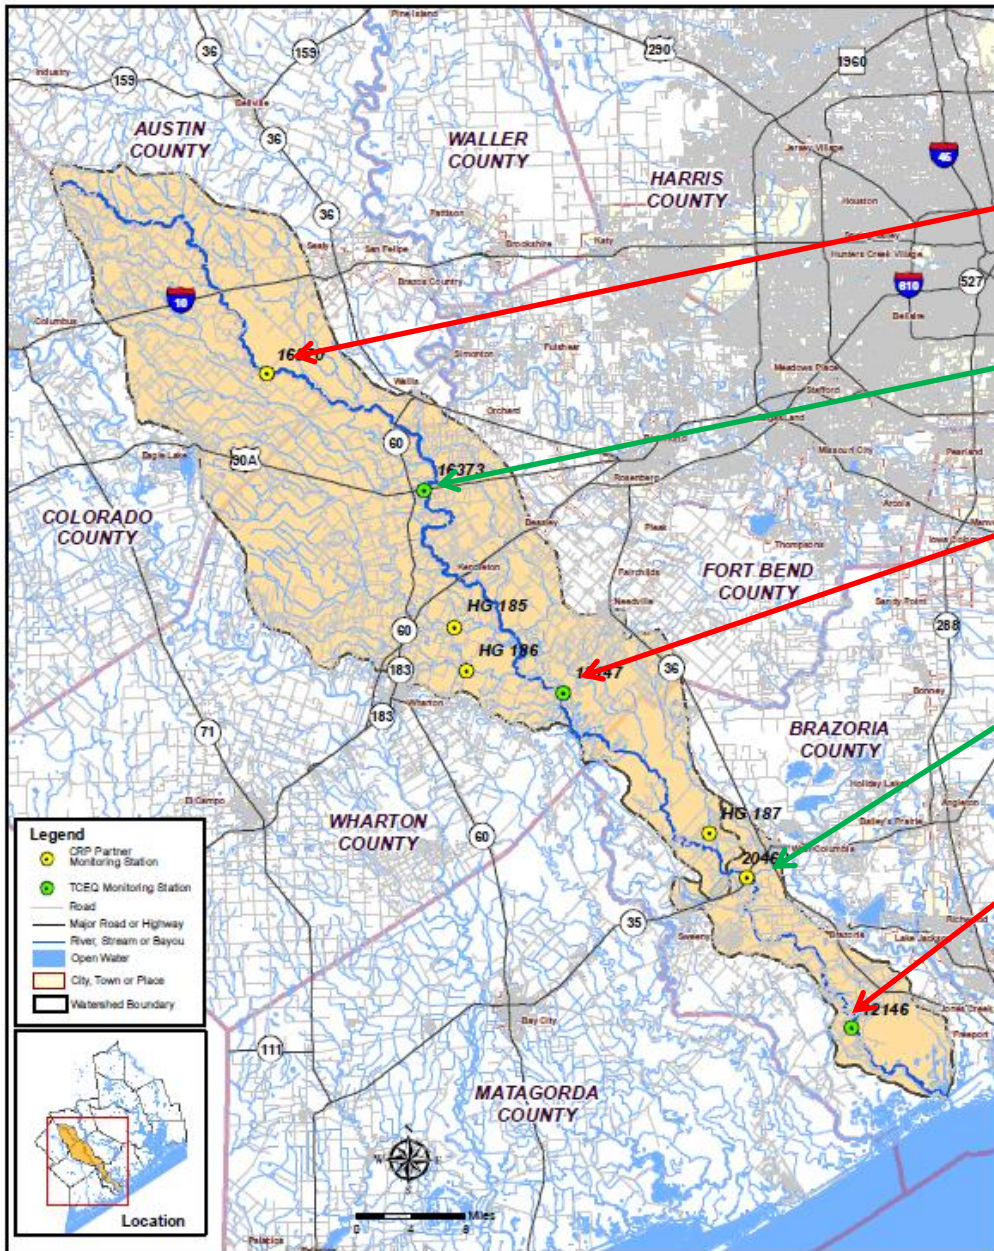 Pine Island
290
1960
36
159
Industry
159
Bellville
36
AUSTIN
COUNTY
WALLER
COUNTY
Jersey Village
45
HARRIS
COUNTY
Houston
36
Pattison
Sealy
San Felipe
Brookshire
Katy
Hunters Creek Village
527
Brazos Country
610
10
Bellaire
Columbus
Simonton
Fulshear
Meadows Place
Stafford
Wallis
Orchard
60
Missouri City
Pearland
Eagle Lake
90A
16373
Rosenberg
Arcola
COLORADO
COUNTY
Beasley
Pleak
Thompsons
Kendleton
Fairchilds
FORT BEND
COUNTY
Needville
Sandy Point
HG 185
288
60
HG 186
36
183
Bonney
Wharton
183
71
BRAZORIA
COUNTY
Holiday Lakes
El Campo
Angleton
HG 187
Bailey's Prairie
WHARTON
COUNTY
60
35
Sweeny
Brazoria
Lake Jackson
12146
Jones Creek
Freeport
Bay City
111
MATAGORDA
COUNTY
Palacios
Legend
CRP Partner
Monitoring Station
TCEQ Monitoring Station
Road
Major Road or Highway
River, Stream or Bayou
Open Water
City, Town or Place
Watershed Boundary
Location
N
W E
S
Miles
0 4 8